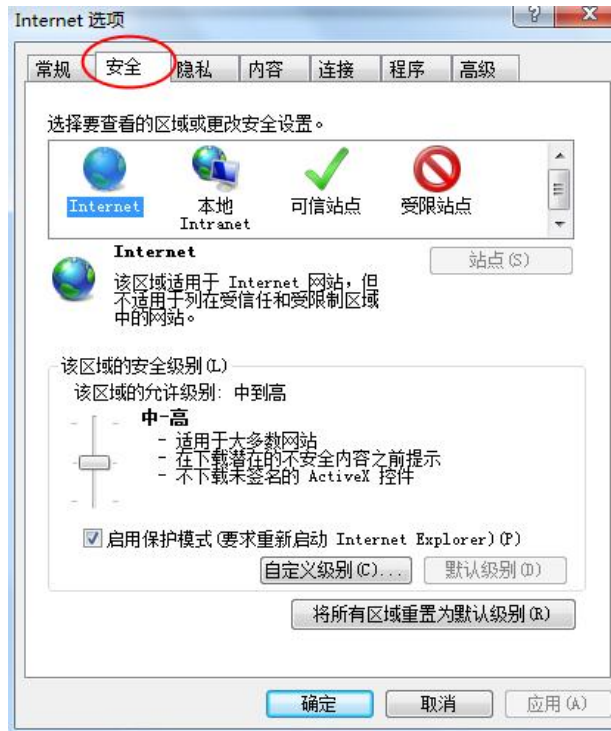 Internet 选项
常规 安全 隐私 内容 连接 程序 高级
选择要查看的区域或更改安全设置。
Internet 本地 Intranet 可信站点 受限站点
Internet
站点(S)
该区域适用于 Internet 网站，但
不适用于列在受信任和受限制区域
中的网站。
该区域的安全级别(L)
该区域的允许级别: 中到高
中-高
- 适用于大多数网站
- 在下载潜在的不安全内容之前提示
- 不下载未签名的 ActiveX 控件
启用保护模式(要求重新启动 Internet Explorer)(P)
自定义级别(C)... 默认级别(D)
将所有区域重置为默认级别(R)
确定 取消 应用(A)